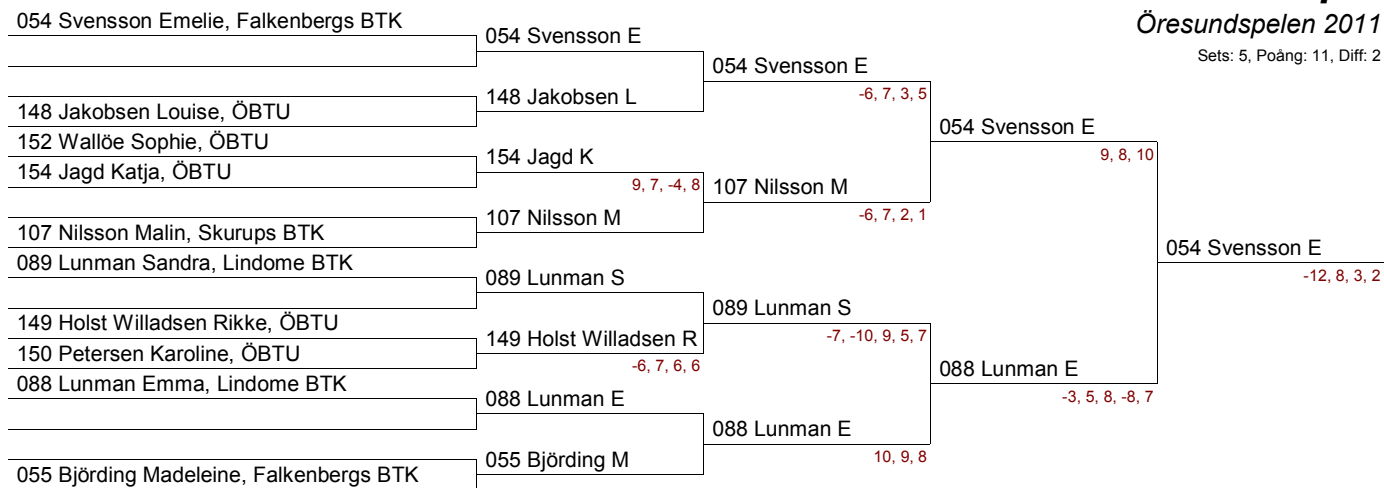 054 Svensson Emelie, Falkenbergs BTK
148 Jakobsen Louise, ÖBTU
152 Wallöe Sophie, ÖBTU
154 Jagd Katja, ÖBTU
107 Nilsson Malin, Skurups BTK
089 Lunman Sandra, Lindome BTK
149 Holst Willadsen Rikke, ÖBTU
150 Petersen Karoline, ÖBTU
088 Lunman Emma, Lindome BTK
055 Björding Madeleine, Falkenbergs BTK
054 Svensson E
148 Jakobsen L
154 Jagd K
9, 7, -4, 8
107 Nilsson M
089 Lunman S
149 Holst Willadsen R
-6, 7, 6, 6
088 Lunman E
055 Björding M
054 Svensson E
-6, 7, 3, 5
107 Nilsson M
-6, 7, 2, 1
089 Lunman S
-7, -10, 9, 5, 7
088 Lunman E
10, 9, 8
054 Svensson E
9, 8, 10
088 Lunman E
-3, 5, 8, -8, 7
054 Svensson E
-12, 8, 3, 2
Öresundspelen 2011
Sets: 5, Poång: 11, Diff: 2